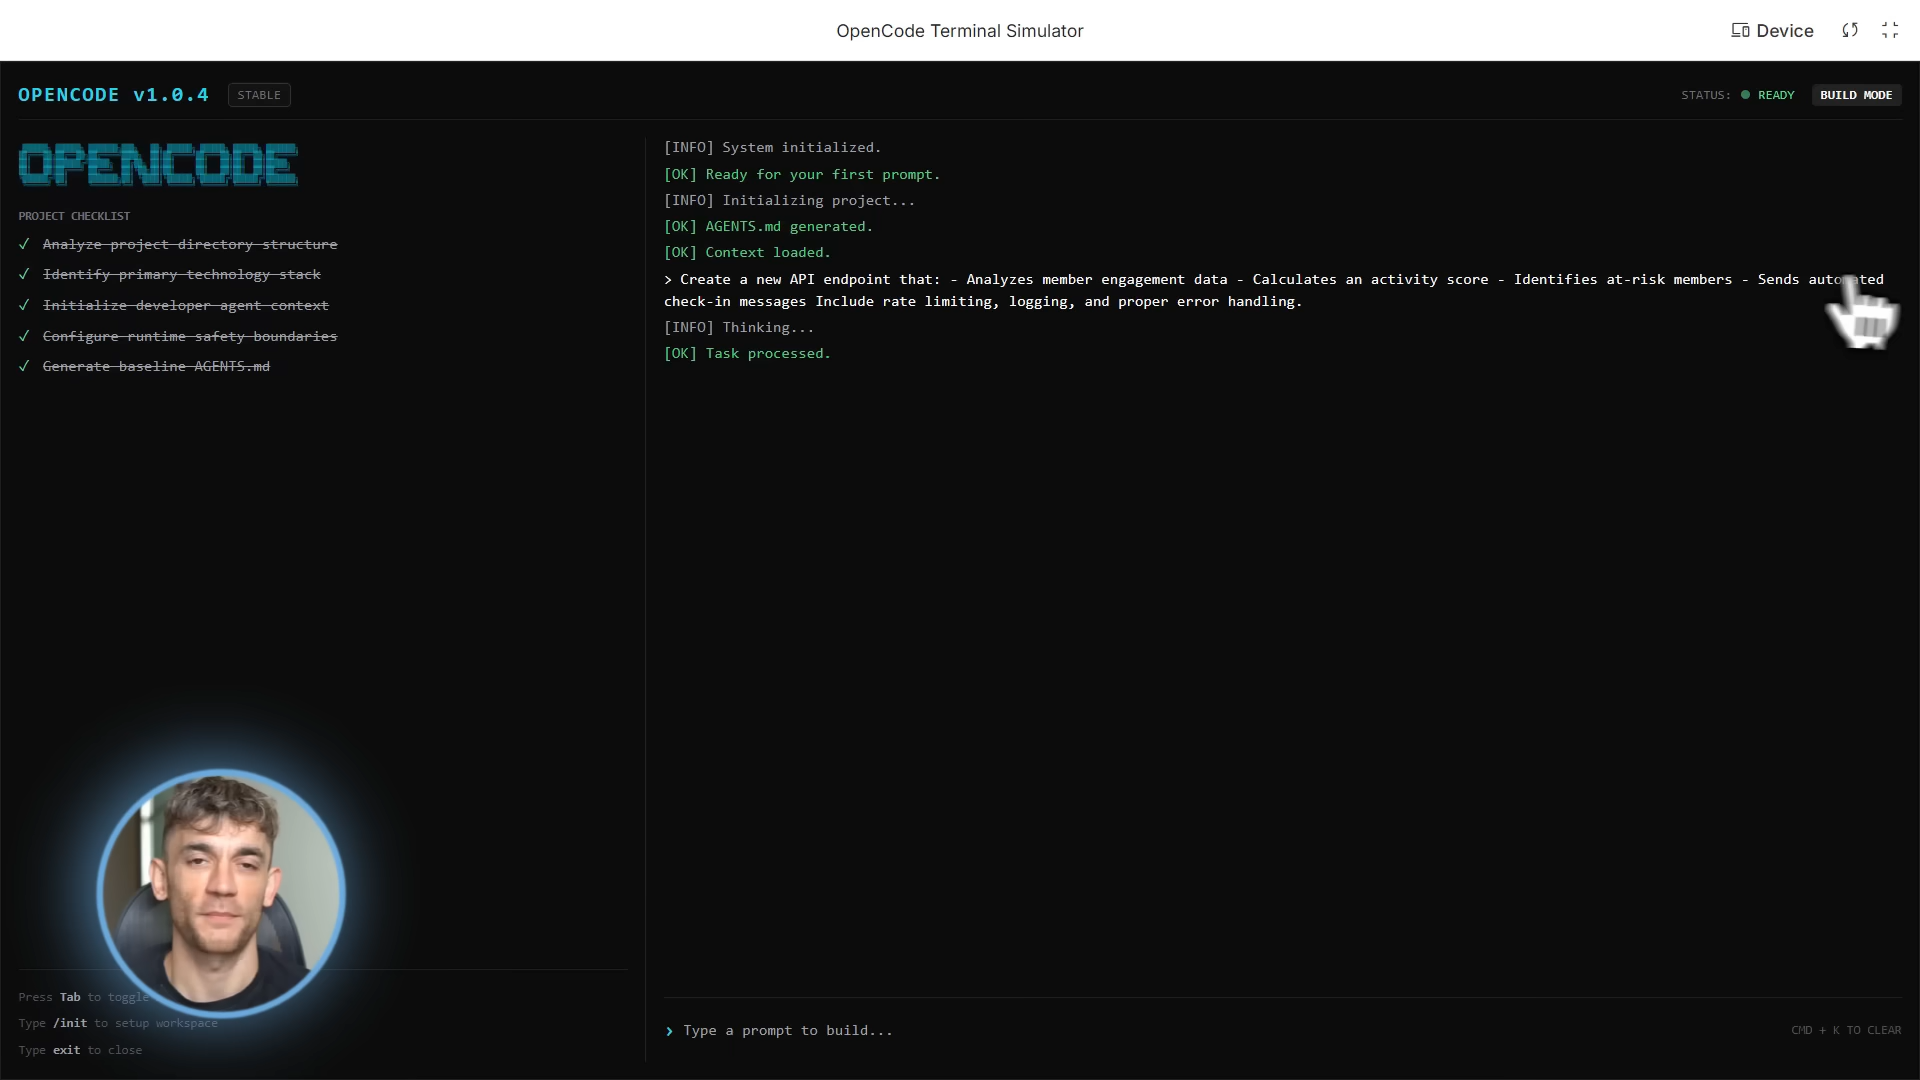 OpenCode Terminal Simulator
Device
OPENCODE v1.0.4
STABLE
STATUS: READY
BUILD MODE
OPENCODE
PROJECT CHECKLIST
✓ Analyze project directory structure
✓ Identify primary technology stack
✓ Initialize developer agent context
✓ Configure runtime safety boundaries
✓ Generate baseline AGENTS.md
Press Tab to toggle
Type /init to setup workspace
Type exit to close
[INFO] System initialized.
[OK] Ready for your first prompt.
[INFO] Initializing project...
[OK] AGENTS.md generated.
[OK] Context loaded.
> Create a new API endpoint that: - Analyzes member engagement data - Calculates an activity score - Identifies at-risk members - Sends automated
check-in messages Include rate limiting, logging, and proper error handling.
[INFO] Thinking...
[OK] Task processed.
› Type a prompt to build...
CMD + K TO CLEAR